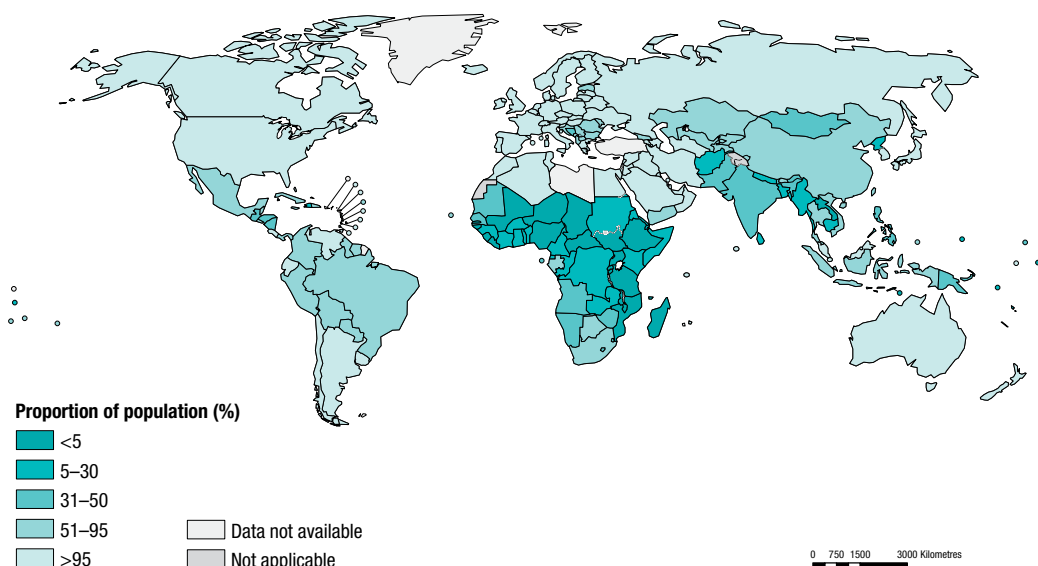 Proportion of population (%)
<5
5–30
31–50
51–95
>95
Data not available
Not applicable
0 750 1500 3000 Kilometres